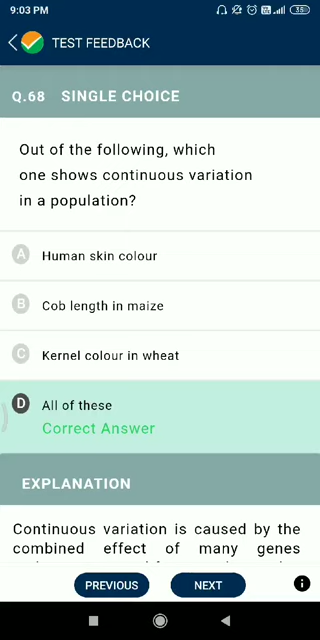 9:03 PM
TEST FEEDBACK
Q.68 SINGLE CHOICE
Out of the following, which
one shows continuous variation
in a population?
A Human skin colour
B Cob length in maize
C Kernel colour in wheat
D All of these
Correct Answer
EXPLANATION
Continuous variation is caused by the
combined effect of many genes
PREVIOUS NEXT